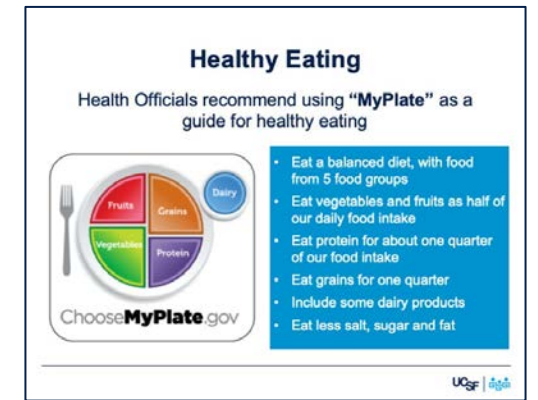 Healthy Eating
Health Officials recommend using “MyPlate” as a
guide for healthy eating
Fruits
Grains
Dairy
Vegetables
Protein
ChooseMyPlate.gov
• Eat a balanced diet, with food
from 5 food groups
• Eat vegetables and fruits as half of
our daily food intake
• Eat protein for about one quarter
of our food intake
• Eat grains for one quarter
• Include some dairy products
• Eat less salt, sugar and fat
UCSF